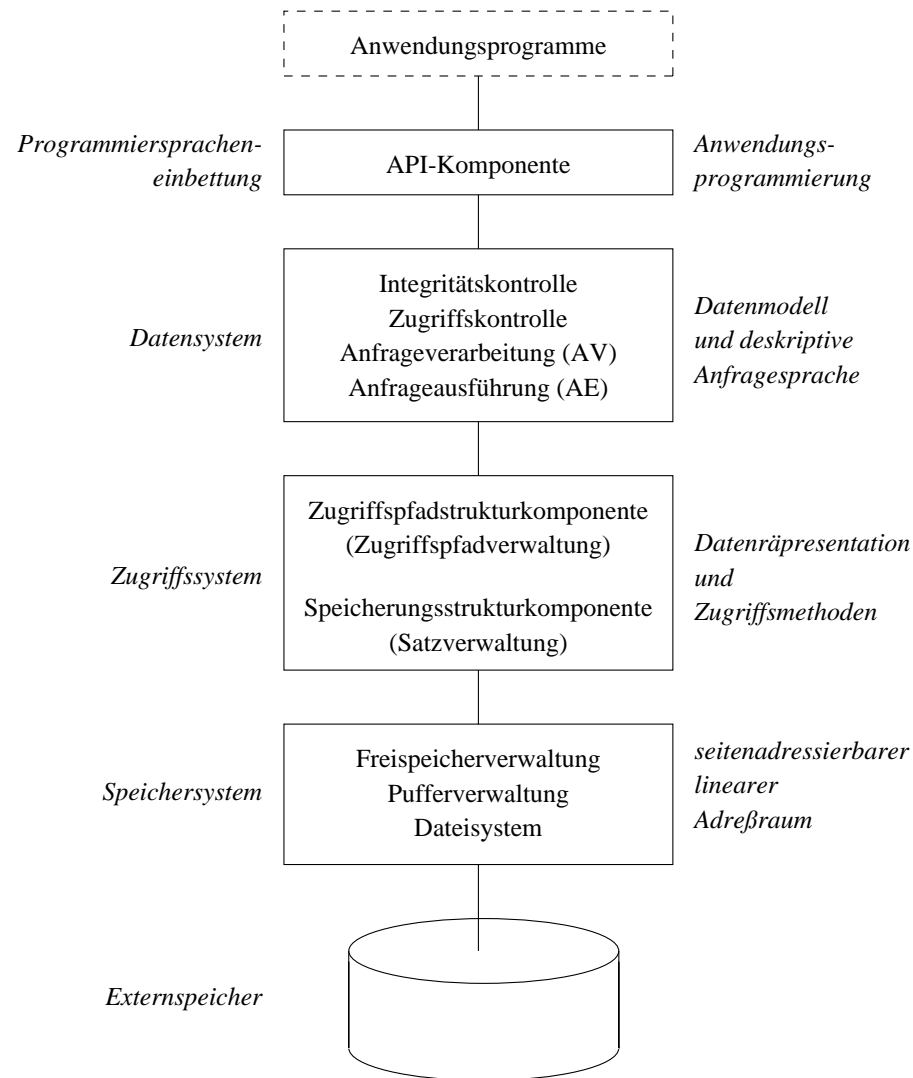 Anwendungsprogramme
Programmiersprachen-
einbettung
API-Komponente
Anwendungs-
programmierung
Datensystem
Integritätskontrolle
Zugriffskontrolle
Anfrageverarbeitung (AV)
Anfrageausführung (AE)
Datenmodell
und deskriptive
Anfragesprache
Zugriffssystem
Zugriffspfadstrukturkomponente
(Zugriffspfadverwaltung)
Speicherungsstrukturkomponente
(Satzverwaltung)
Datenräpresentation
und
Zugriffsmethoden
Speichersystem
Freispeicherverwaltung
Pufferverwaltung
Dateisystem
seitenadressierbarer
linearer
Adreßraum
Externspeicher